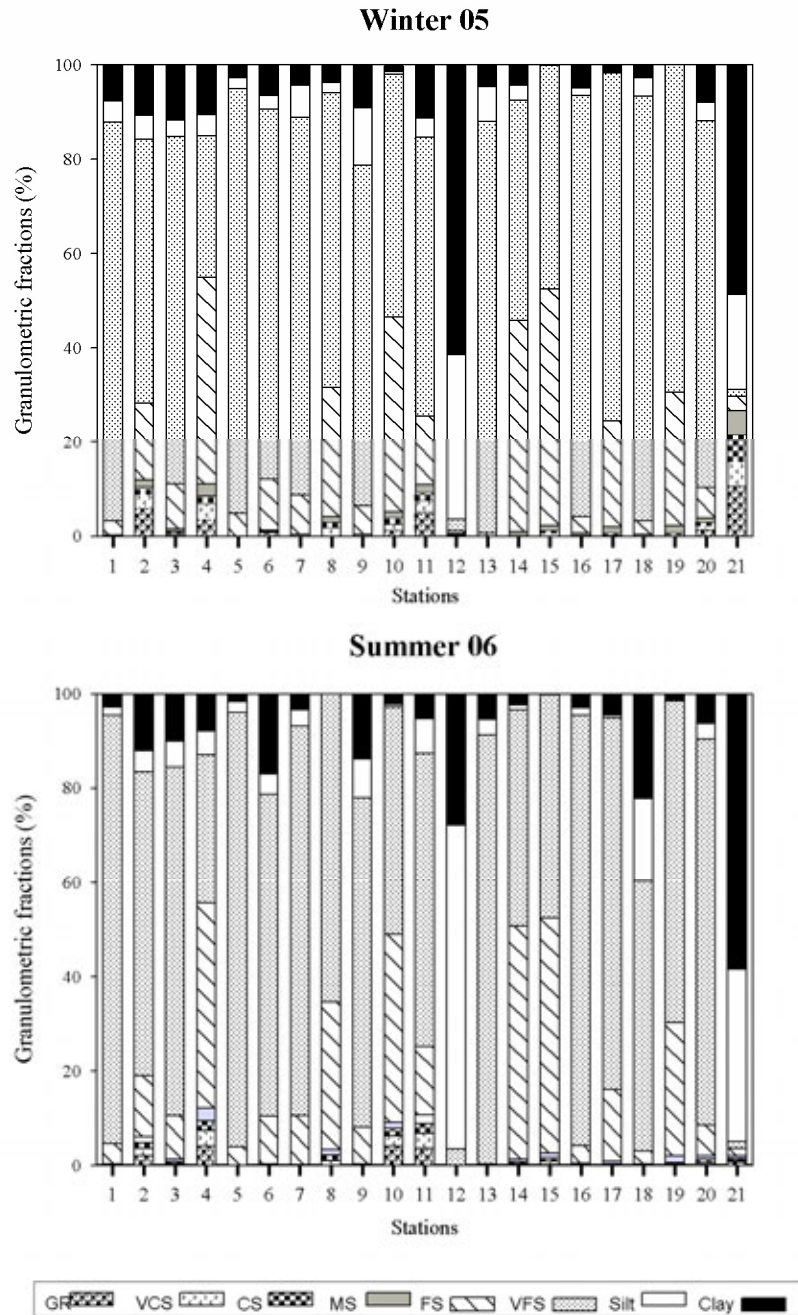 Winter 05
Granulometric fractions (%)
100
80
60
40
20
0
1 2 3 4 5 6 7 8 9 10 11 12 13 14 15 16 17 18 19 20 21
Stations
Summer 06
Granulometric fractions (%)
100
80
60
40
20
0
1 2 3 4 5 6 7 8 9 10 11 12 13 14 15 16 17 18 19 20 21
Stations
GR VCS CS MS FS VFS Silt Clay